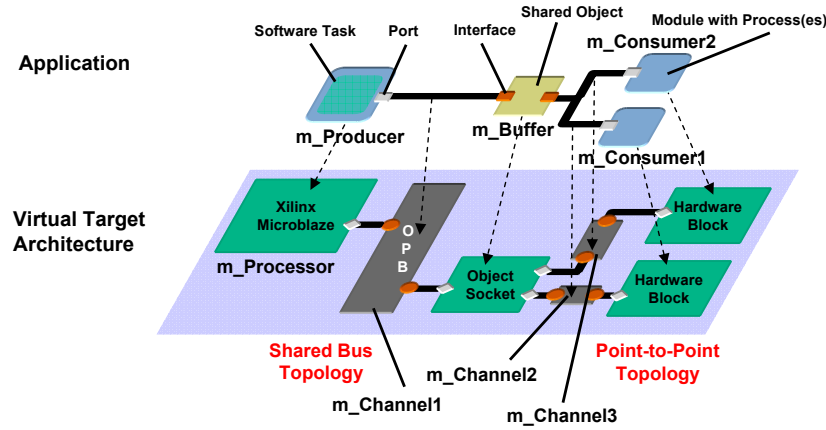 Shared Object
Software Task
Port
Interface
Module with Process(es)
m_Consumer2
Application
m_Producer
m_Buffer
m_Consumer1
Xilinx
Microblaze
O
P
B
Hardware
Block
Virtual Target
Architecture
m_Processor
Object
Socket
Hardware
Block
Shared Bus
Topology
Point-to-Point
Topology
m_Channel2
m_Channel1
m_Channel3